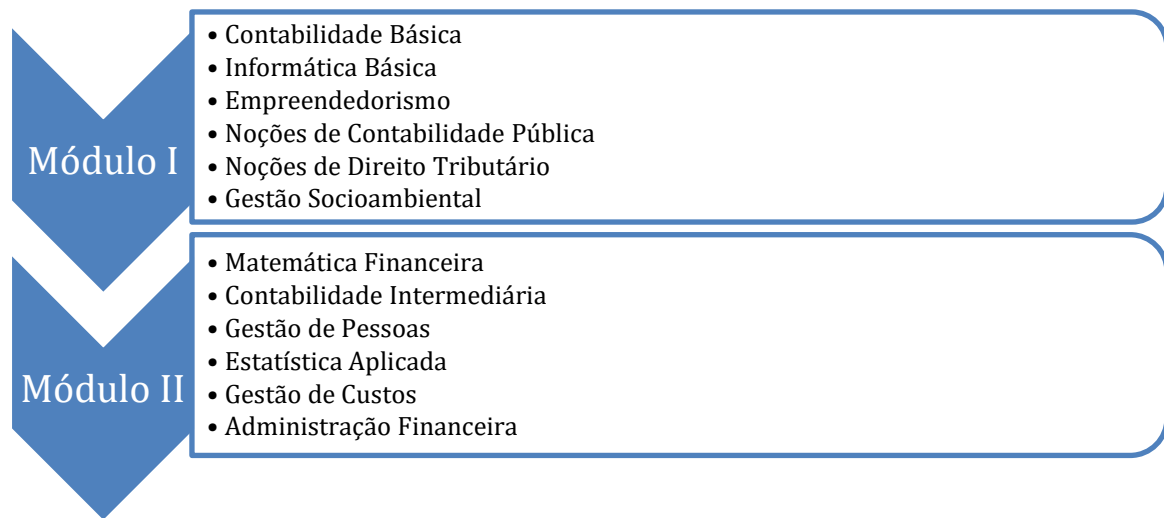 Módulo I
• Contabilidade Básica
• Informática Básica
• Empreendedorismo
• Noções de Contabilidade Pública
• Noções de Direito Tributário
• Gestão Socioambiental
Módulo II
• Matemática Financeira
• Contabilidade Intermediária
• Gestão de Pessoas
• Estatística Aplicada
• Gestão de Custos
• Administração Financeira